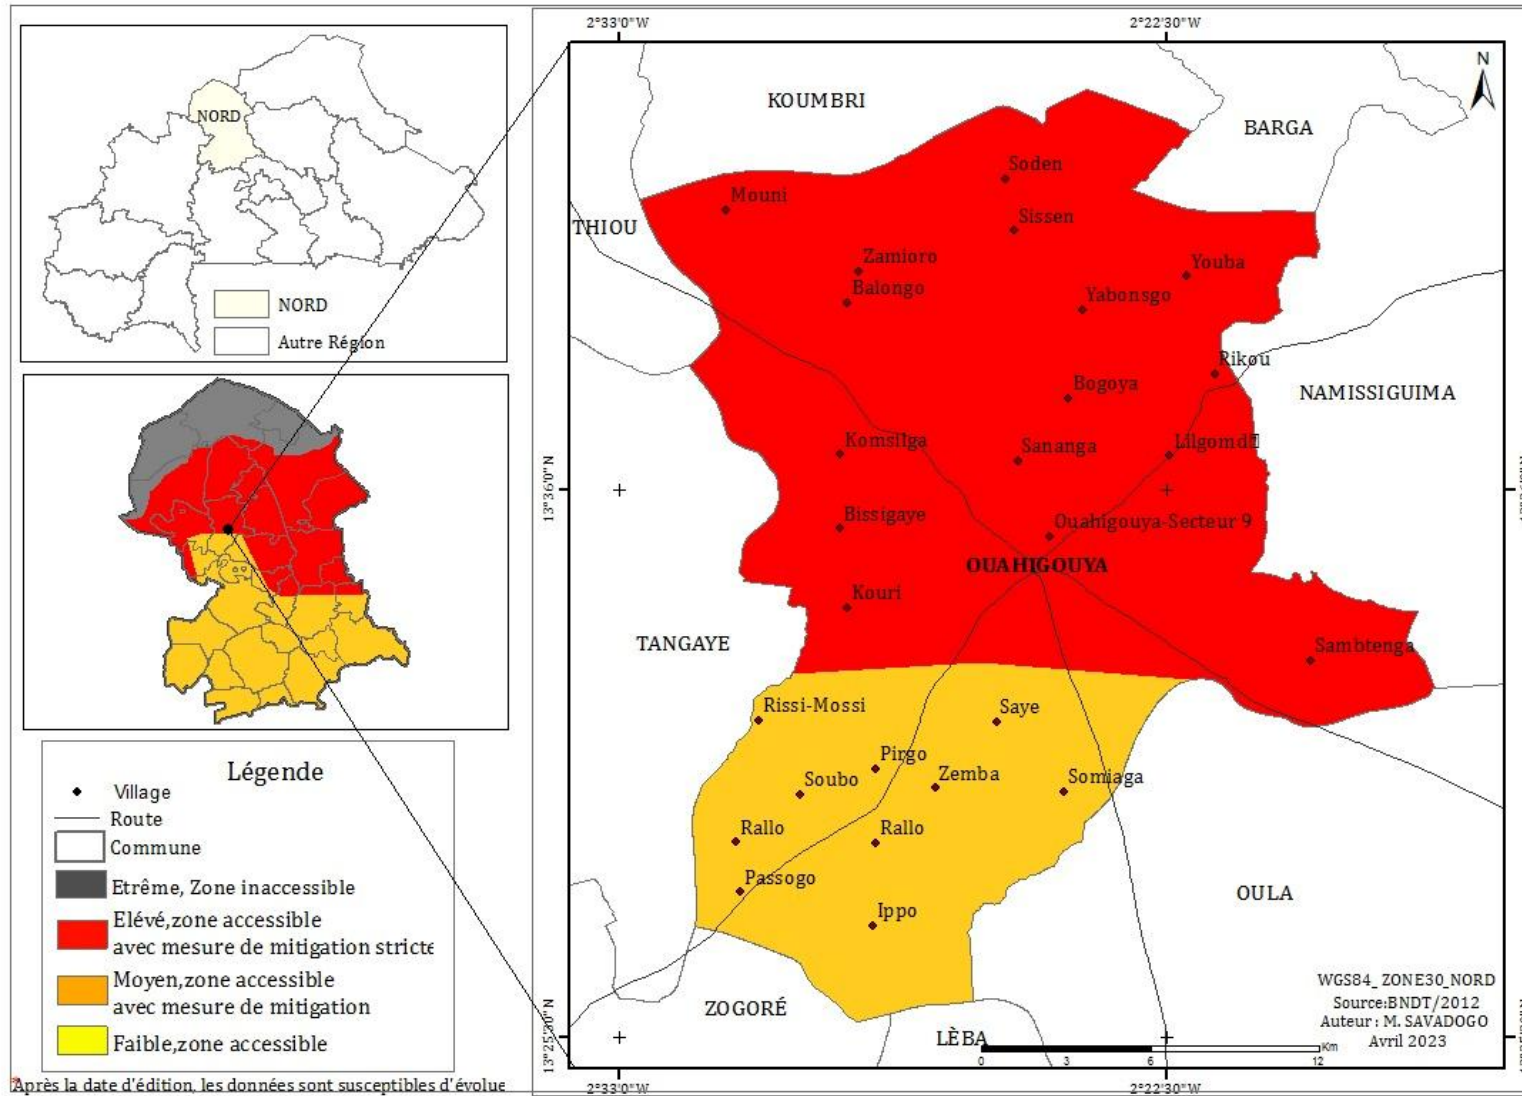 NORD
NORD
Autre Région
Légende
Village
Route
Commune
Etrême, Zone inaccessible
Elévé,zone accessible
avec mesure de mitigation stricte
Moyen,zone accessible
avec mesure de mitigation
Faible,zone accessible
*Après la date d'édition, les données sont susceptibles d'évolue
2°33'0"W
2°22'30"W
N
KOUMBRI
BARGA
Soden
Mouni
Sissen
THIOU
Zamioro
Youba
Balongo
Yabonsgo
Rikou
NAMISSIGUIMA
Bogoya
Komsilga
Sananga
Lilgomd
13°36'0"N
Bissigaye
Ouahigouya-Secteur 9
OUAHIGOUYA
Kouri
TANGAYE
Sambtenga
Rissi-Mossi
Saye
Pirgo
Soubo
Zemba
Somiaga
Rallo
Rallo
Passogo
OULA
Ippo
WGS84_ ZONE30_NORD
ZOGORÉ
Source:BNDT/2012
Auteur : M. SAVADOGO
Avril 2023
LÈBA
13°25'30"N
Km
0 3 6 12
2°33'0"W
2°22'30"W